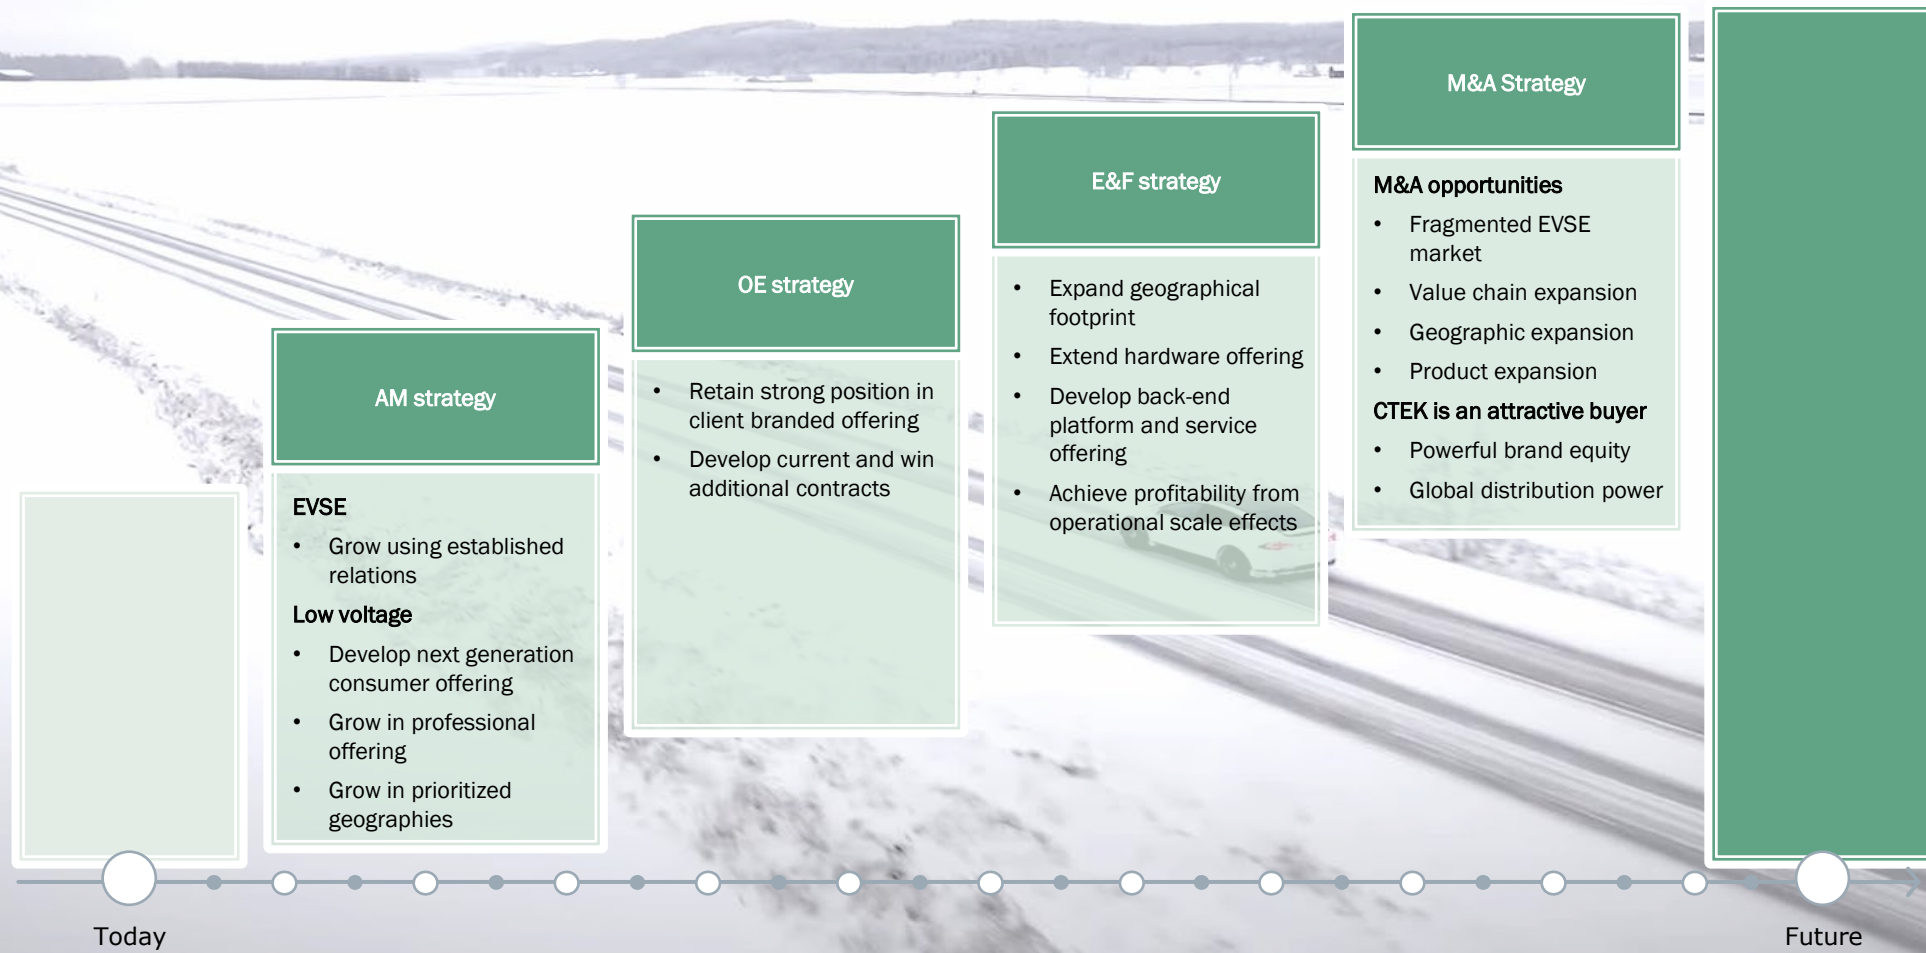 M&A Strategy
M&A opportunities
• Fragmented EVSE
market
• Value chain expansion
• Geographic expansion
• Product expansion
CTEK is an attractive buyer
• Powerful brand equity
• Global distribution power
E&F strategy
• Expand geographical
footprint
• Extend hardware offering
• Develop back-end
platform and service
offering
• Achieve profitability from
operational scale effects
OE strategy
• Retain strong position in
client branded offering
• Develop current and win
additional contracts
AM strategy
EVSE
• Grow using established
relations
Low voltage
• Develop next generation
consumer offering
• Grow in professional
offering
• Grow in prioritized
geographies
Today
Future